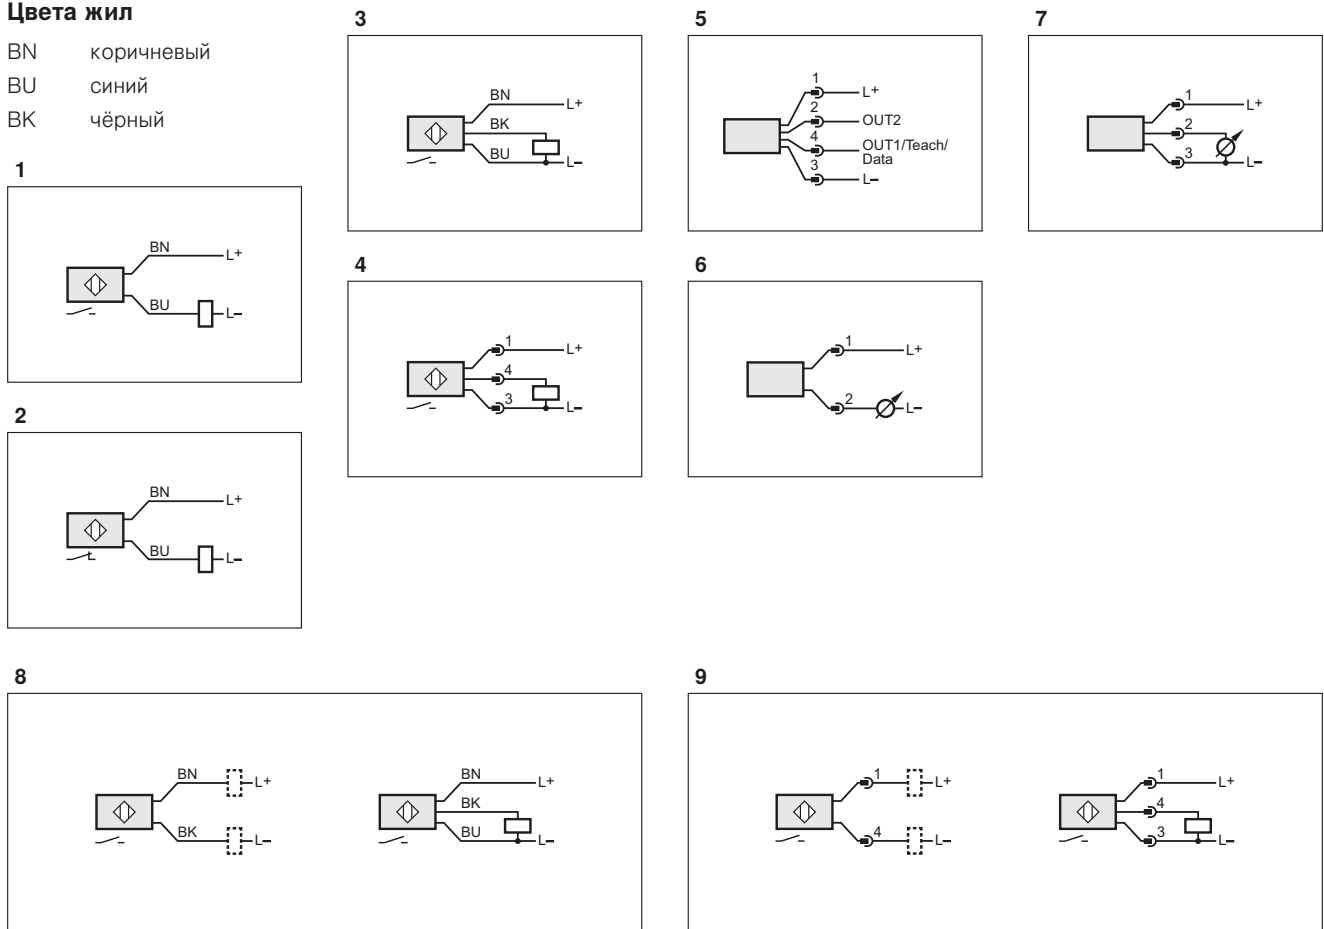 Цвета жил
BN коричневый
BU синий
BK чёрный
1
BN
L+
BU
L–
2
BN
L+
BU
L–
3
BN
L+
BK
BU
L–
4
1
L+
4
3
L–
5
1
L+
2
OUT2
4
OUT1/Teach/
Data
3
L–
6
1
L+
2
L–
7
1
L+
2
3
L–
8
BN
L+
BK
L–
BN
L+
BK
BU
L–
9
1
L+
4
L–
1
L+
4
3
L–